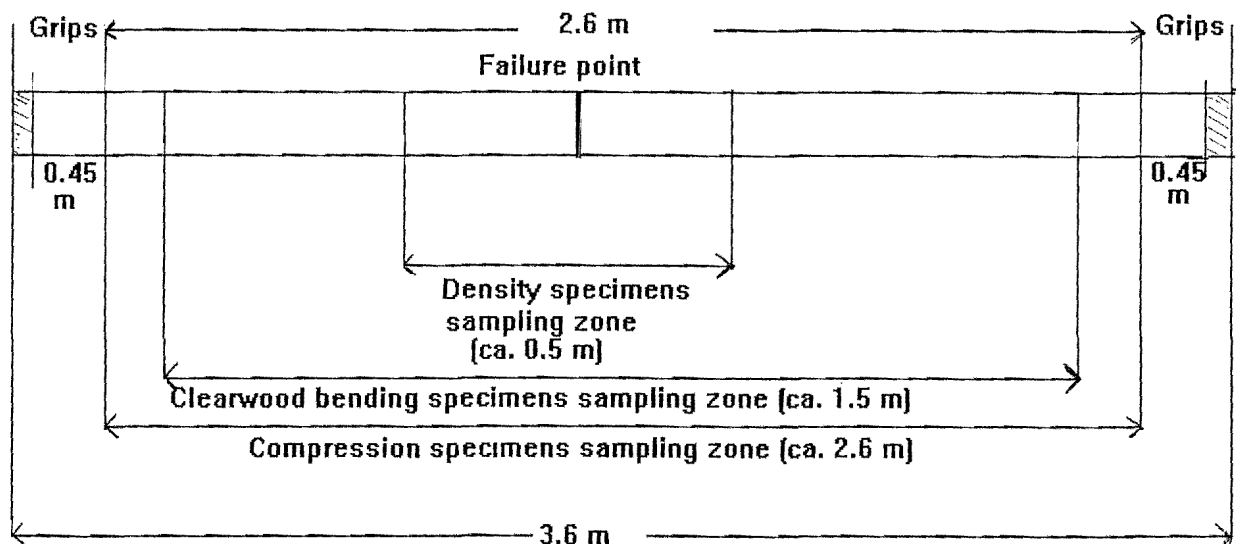 Grips
2.6 m
Grips
Failure point
0.45
m
0.45
m
Density specimens
sampling zone
(ca. 0.5 m)
Clearwood bending specimens sampling zone (ca. 1.5 m)
Compression specimens sampling zone (ca. 2.6 m)
3.6 m